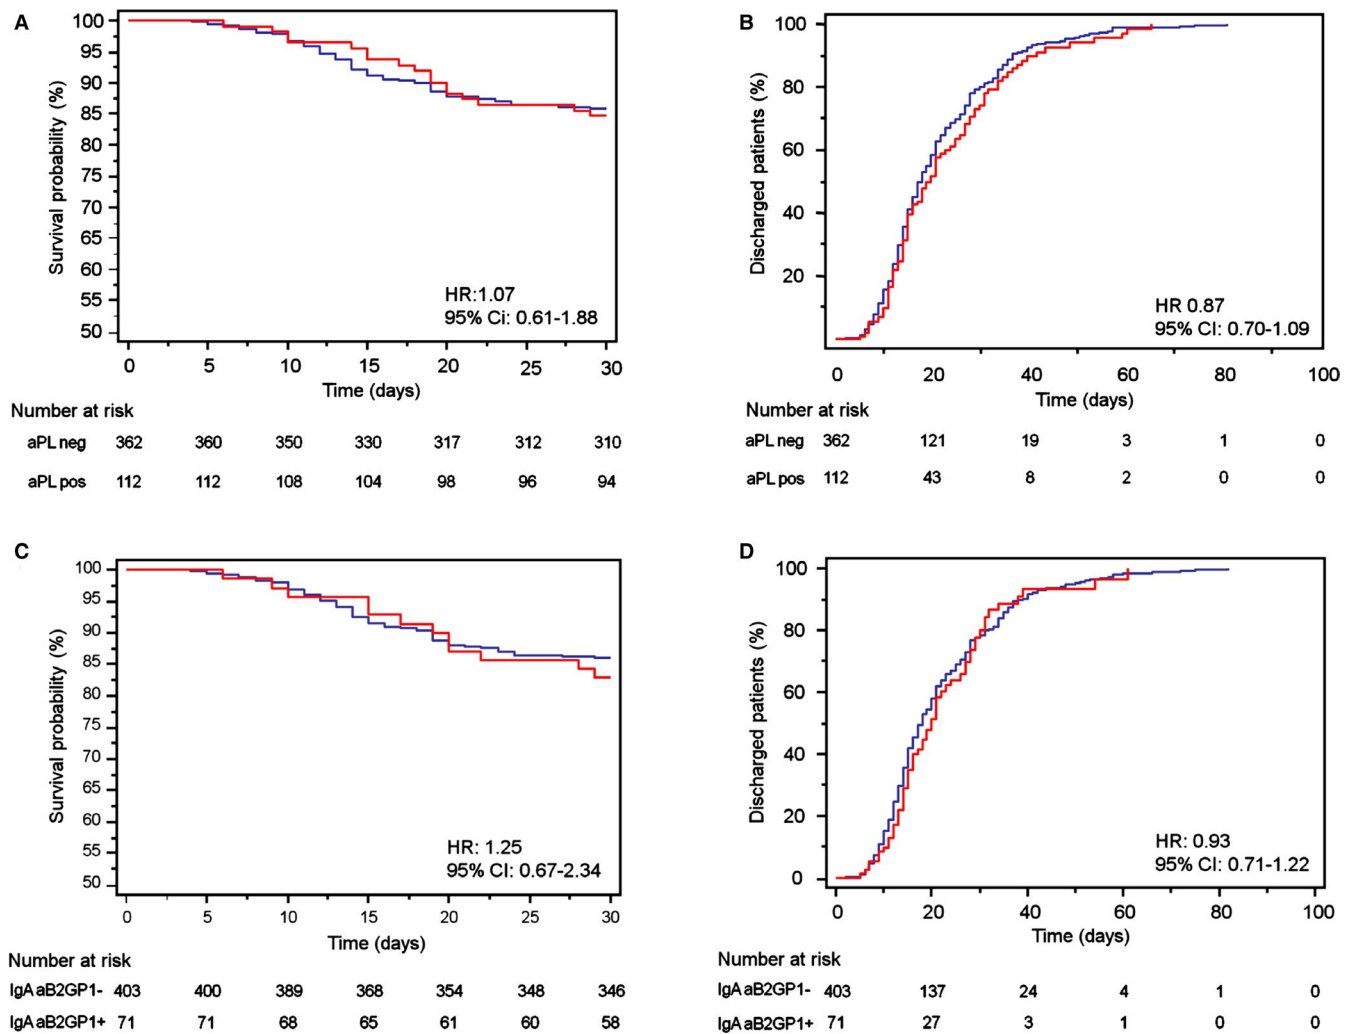 A
100
95
90
85
80
75
70
65
60
55
50
Survival probability (%)
HR:1.07
95% Ci: 0.61-1.88
0 5 10 15 20 25 30
Time (days)
Number at risk
aPL neg 362 360 350 330 317 312 310
aPL pos 112 112 108 104 98 96 94
B
100
80
60
40
20
Discharged patients (%)
HR 0.87
95% CI: 0.70-1.09
0 20 40 60 80 100
Time (days)
Number at risk
aPL neg 362 121 19 3 1 0
aPL pos 112 43 8 2 0 0
C
100
95
90
85
80
75
70
65
60
55
50
Survival probability (%)
HR: 1.25
95% CI: 0.67-2.34
0 5 10 15 20 25 30
Time (days)
Number at risk
IgA aB2GP1- 403 400 389 368 354 348 346
IgA aB2GP1+ 71 71 68 65 61 60 58
D
100
80
60
40
20
0
Discharged patients (%)
HR: 0.93
95% CI: 0.71-1.22
0 20 40 60 80 100
Time (days)
Number at risk
IgA aB2GP1- 403 137 24 4 1 0
IgA aB2GP1+ 71 27 3 1 0 0